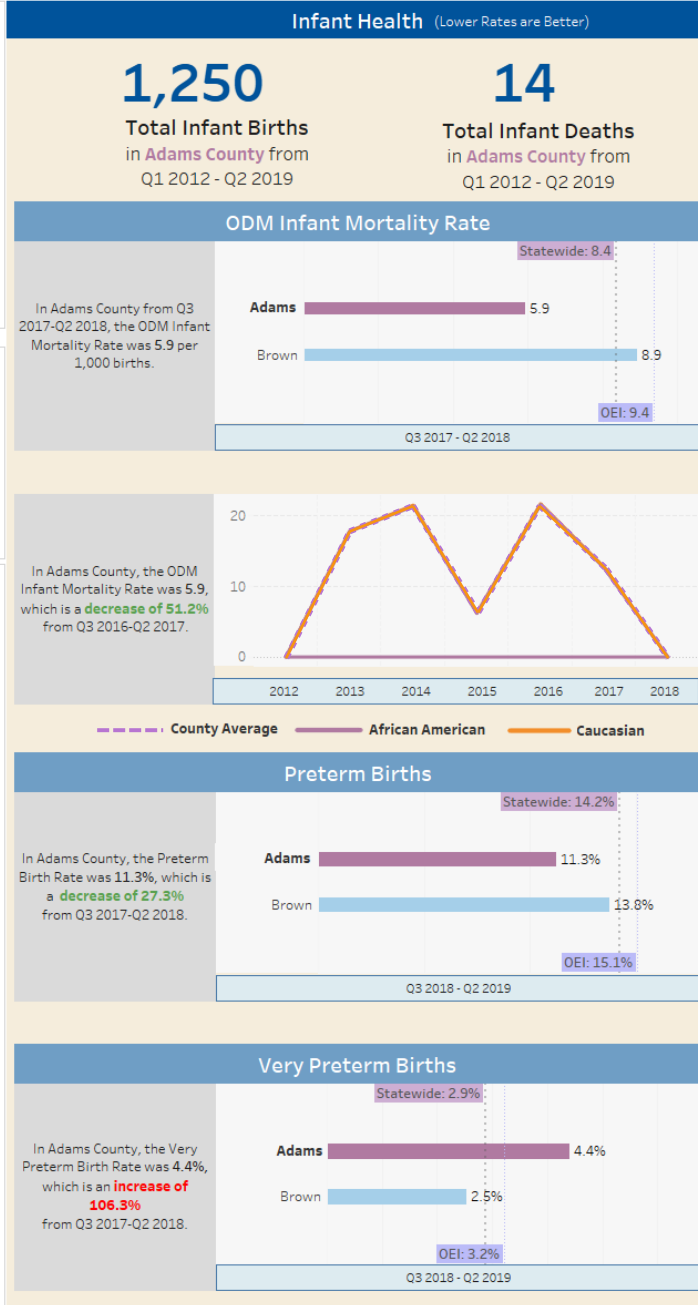 Infant Health (Lower Rates are Better)
1,250
Total Infant Births
in Adams County from
Q1 2012 - Q2 2019
14
Total Infant Deaths
in Adams County from
Q1 2012 - Q2 2019
ODM Infant Mortality Rate
In Adams County from Q3
2017-Q2 2018, the ODM Infant
Mortality Rate was 5.9 per
1,000 births.
Statewide: 8.4
Adams 5.9
Brown 8.9
OEI: 9.4
Q3 2017 - Q2 2018
In Adams County, the ODM
Infant Mortality Rate was 5.9,
which is a decrease of 51.2%
from Q3 2016-Q2 2017.
20
10
0
2012 2013 2014 2015 2016 2017 2018
County Average African American Caucasian
Preterm Births
In Adams County, the Preterm
Birth Rate was 11.3%, which is
a decrease of 27.3%
from Q3 2017-Q2 2018.
Statewide: 14.2%
Adams 11.3%
Brown 13.8%
OEI: 15.1%
Q3 2018 - Q2 2019
Very Preterm Births
In Adams County, the Very
Preterm Birth Rate was 4.4%,
which is an increase of
106.3%
from Q3 2017-Q2 2018.
Statewide: 2.9%
Adams 4.4%
Brown 2.5%
OEI: 3.2%
Q3 2018 - Q2 2019